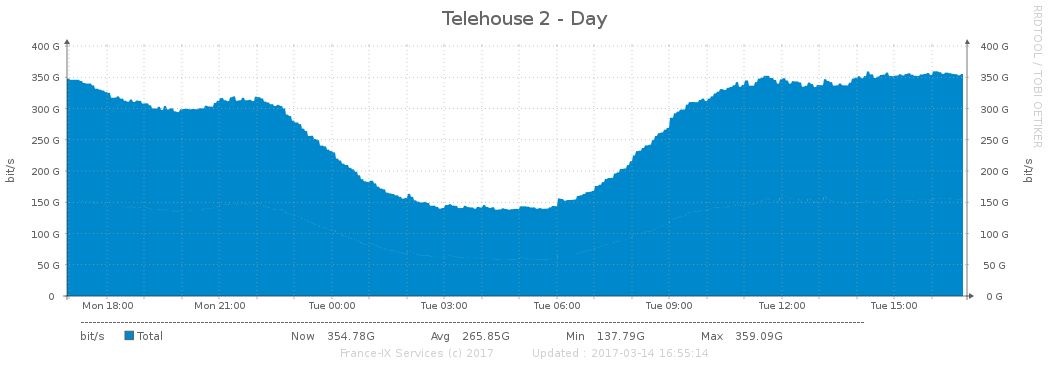 Telehouse 2 - Day
RRDTOOL / TOBI OETIKER
400 G 400 G
350 G 350 G
300 G 300 G
250 G 250 G
200 G 200 G
150 G 150 G
100 G 100 G
50 G 50 G
0 0 G
bit/s bit/s
Mon 18:00 Mon 21:00 Tue 00:00 Tue 03:00 Tue 06:00 Tue 09:00 Tue 12:00 Tue 15:00
bit/s Total Now 354.78G Avg 265.85G Min 137.79G Max 359.09G
France-IX Services (c) 2017 Updated : 2017-03-14 16:55:14